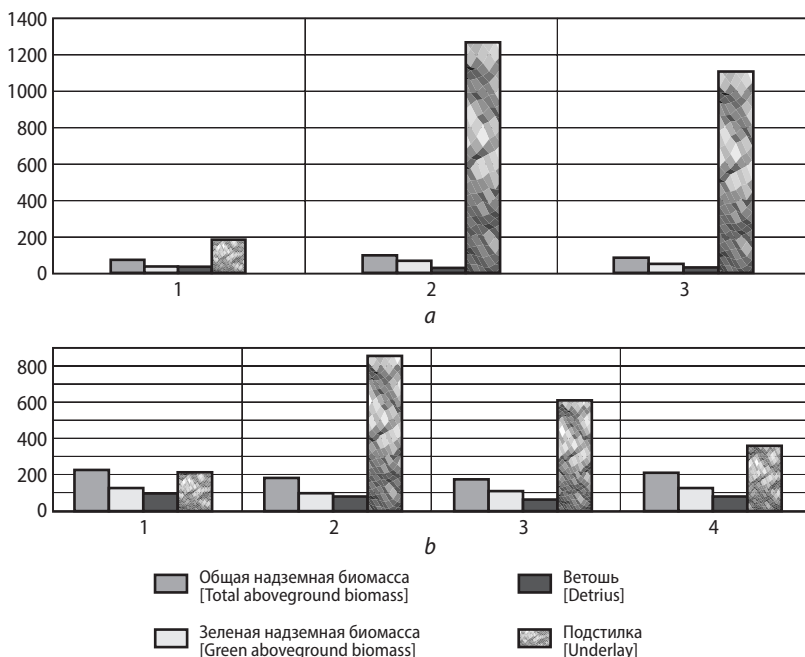 1400
1200
1000
800
600
400
200
0
1 2 3
a
800
600
400
200
0
1 2 3 4
b
Общая надземная биомасса
[Total aboveground biomass]
Ветошь
[Detrius]
Зеленая надземная биомасса
[Green aboveground biomass]
Подстилка
[Underlay]